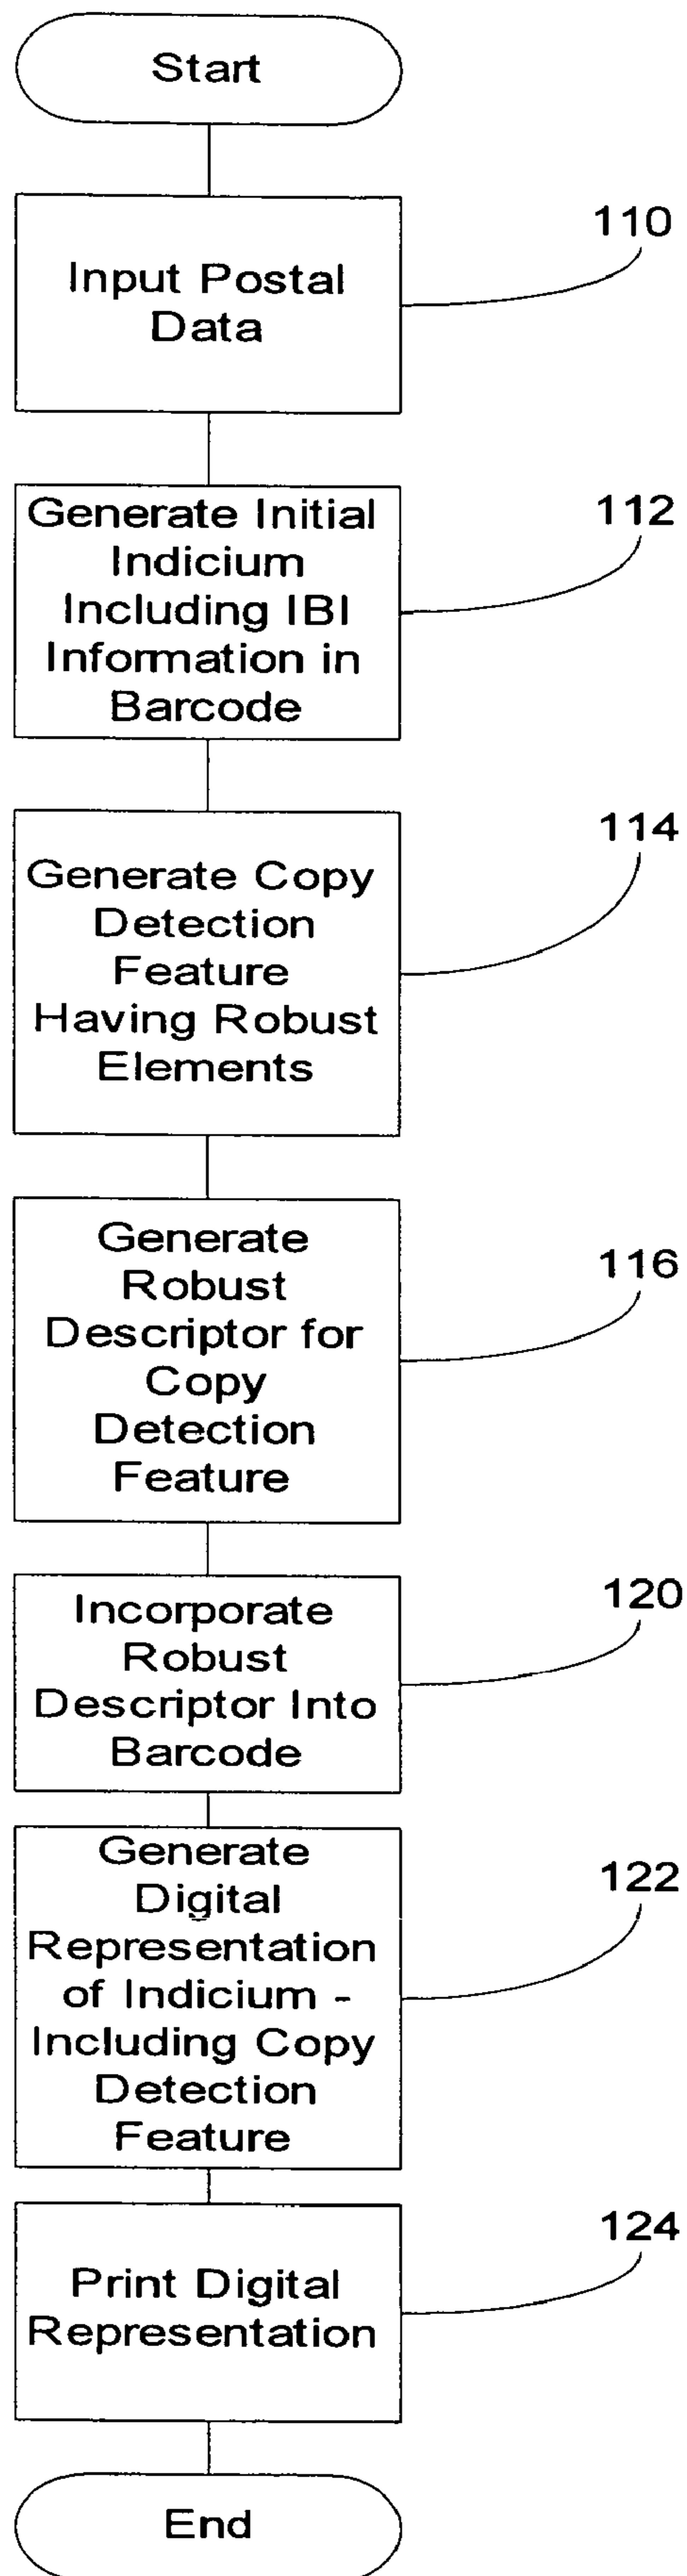 Start
110
Input Postal
Data
112
Generate Initial
Indicium
Including IBI
Information in
Barcode
114
Generate Copy
Detection
Feature
Having Robust
Elements
116
Generate
Robust
Descriptor for
Copy
Detection
Feature
120
Incorporate
Robust
Descriptor Into
Barcode
122
Generate
Digital
Representation
of Indicium -
Including Copy
Detection
Feature
124
Print Digital
Representation
End